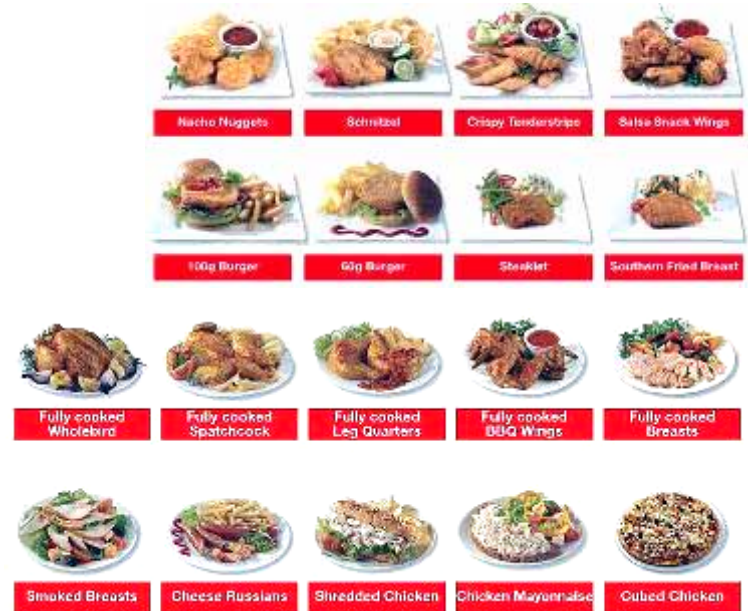 Nacho Nuggets
Schnitzel
Crispy Tenderstrips
Salsa Snack Wings
100g Burger
60g Burger
Steaklet
Southern Fried Breast
Fully cooked
Wholebird
Fully cooked
Spatchcock
Fully cooked
Leg Quarters
Fully cooked
BBQ Wings
Fully cooked
Breasts
Smoked Breasts
Cheese Russians
Shredded Chicken
Chicken Mayonnaise
Cubed Chicken